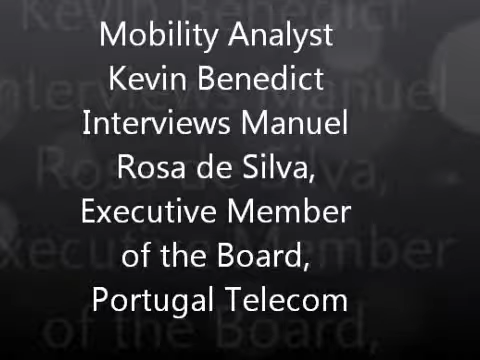 Mobility Analyst
Kevin Benedict
Interviews Manuel
Rosa de Silva,
Executive Member
of the Board,
Portugal Telecom